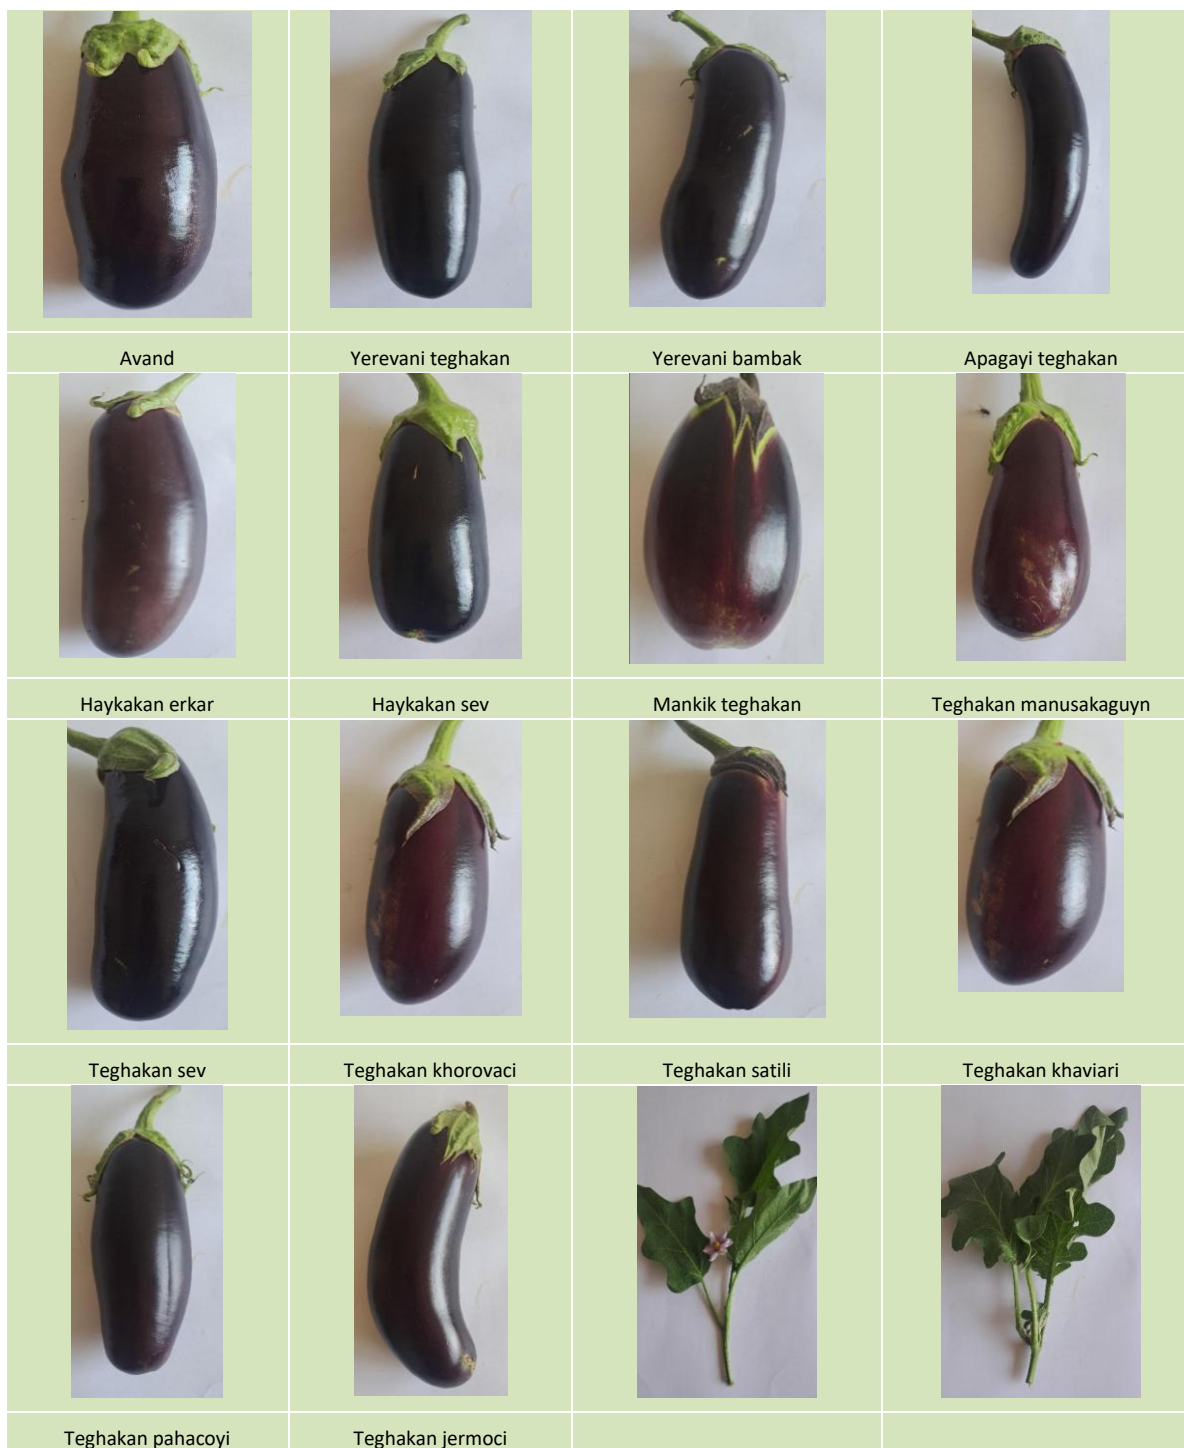 Avand
Yerevani teghakan
Yerevani bambak
Apagayi teghakan
Haykakan erkar
Haykakan sev
Mankik teghakan
Teghakan manusakaguyn
Teghakan sev
Teghakan khorovaci
Teghakan satili
Teghakan khaviari
Teghakan pahacoyi
Teghakan jermoci